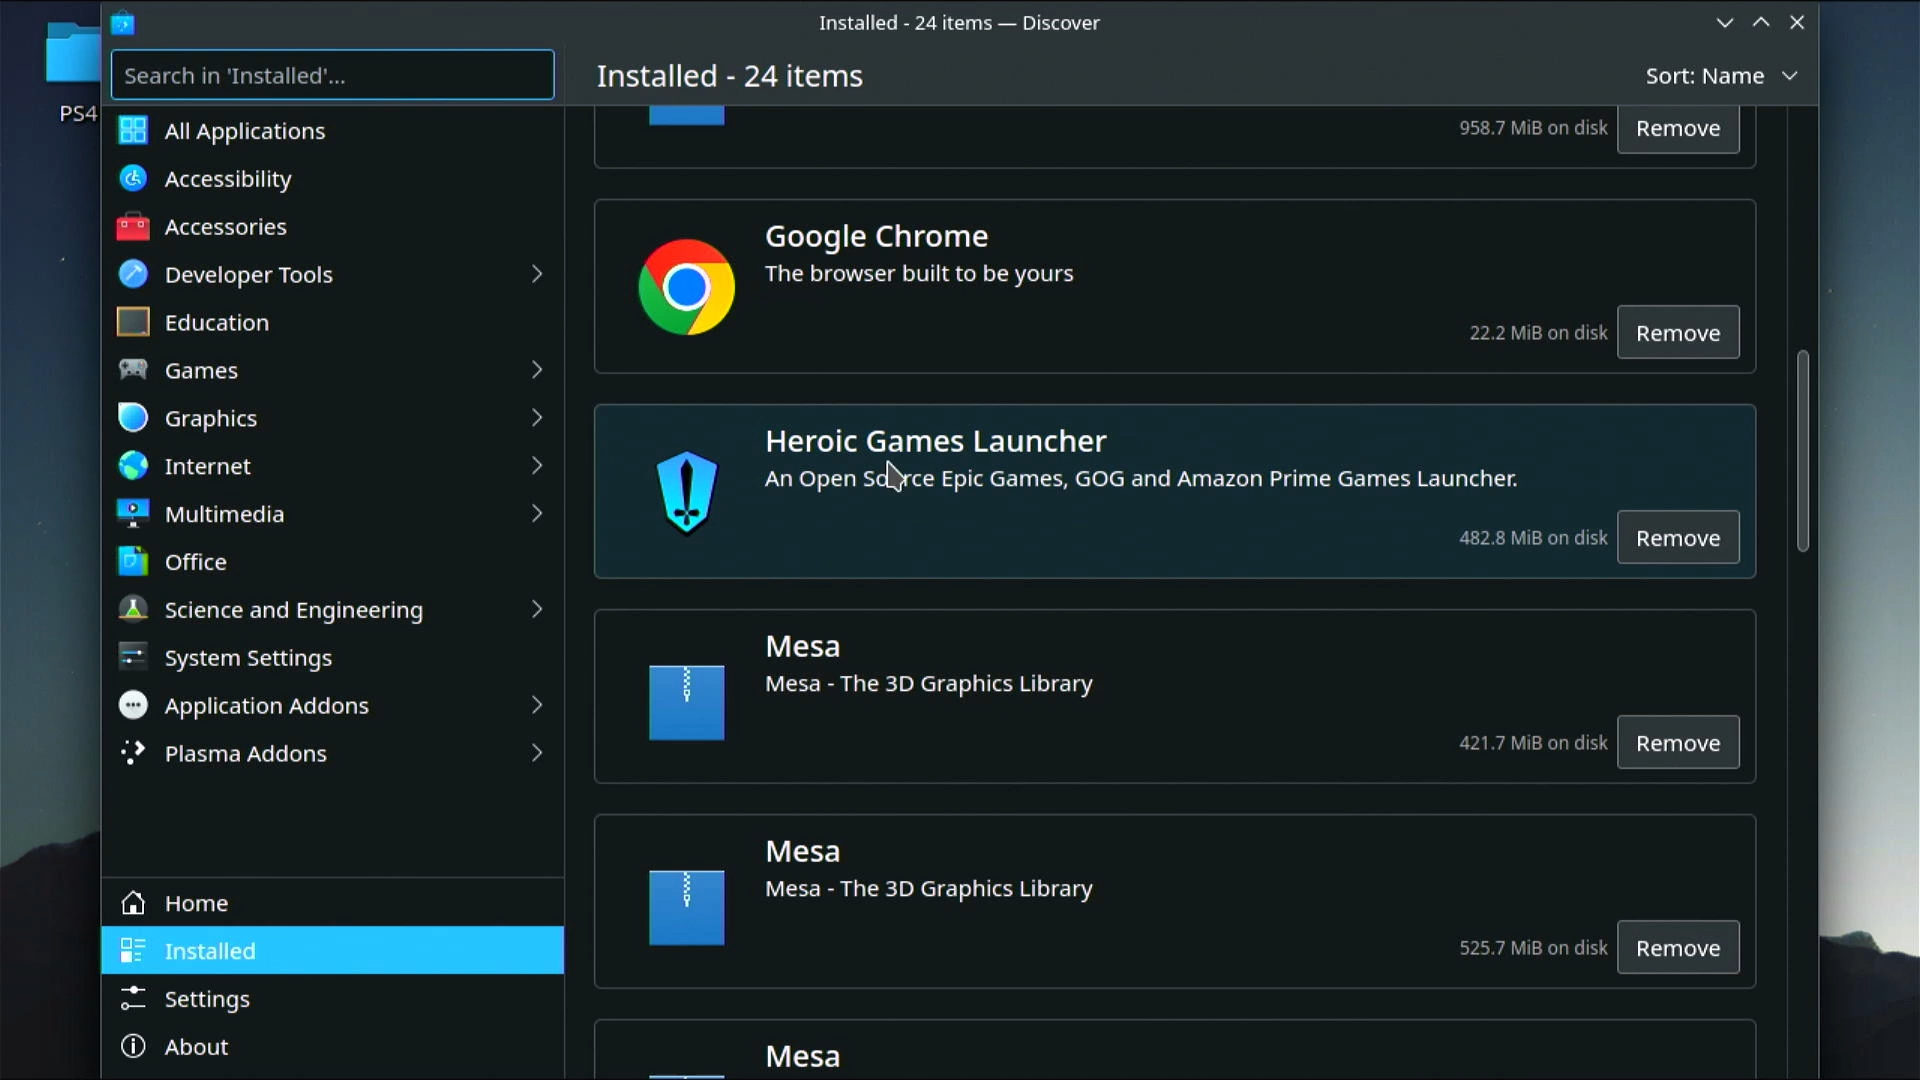 Installed - 24 items — Discover
PS4
Search in 'Installed'...
Installed - 24 items
Sort: Name
All Applications
Accessibility
Accessories
Developer Tools
Education
Games
Graphics
Internet
Multimedia
Office
Science and Engineering
System Settings
Application Addons
Plasma Addons
Home
Installed
Settings
About
958.7 MiB on disk
Remove
Google Chrome
The browser built to be yours
22.2 MiB on disk
Remove
Heroic Games Launcher
An Open Source Epic Games, GOG and Amazon Prime Games Launcher.
482.8 MiB on disk
Remove
Mesa
Mesa - The 3D Graphics Library
421.7 MiB on disk
Remove
Mesa
Mesa - The 3D Graphics Library
525.7 MiB on disk
Remove
Mesa